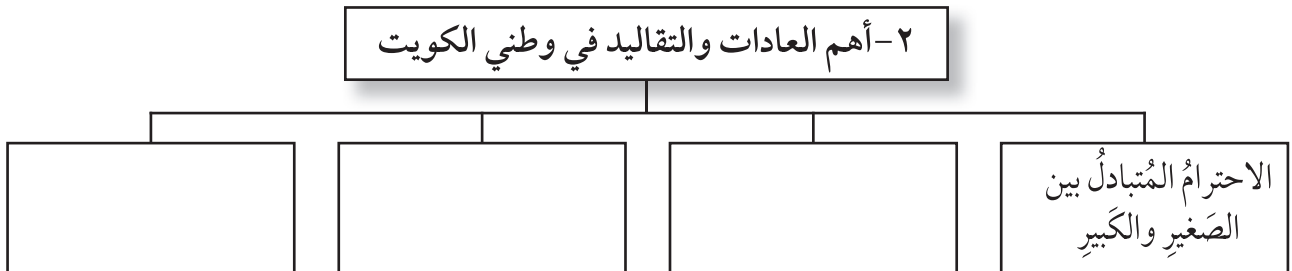 ٢-أهم العادات والتقاليد في وطني الكويت
الاحترامُ المُتبادلُ بين
الصَغيرِ والكَبيرِ